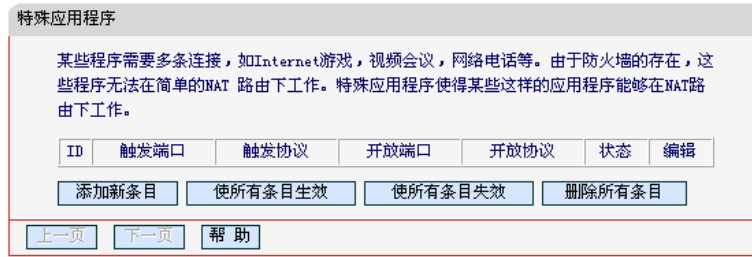 特殊应用程序
某些程序需要多条连接，如Internet游戏，视频会议，网络电话等。由于防火墙的存在，这
些程序无法在简单的NAT 路由下工作。特殊应用程序使得某些这样的应用程序能够在NAT路
由下工作。
ID 触发端口 触发协议 开放端口 开放协议 状态 编辑
添加新条目 使所有条目生效 使所有条目失效 删除所有条目
上一页 下一页 帮 助